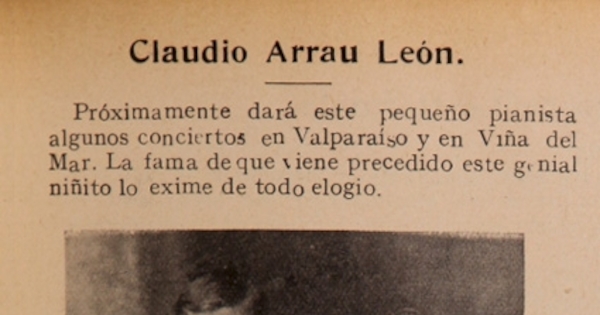 Claudio Arrau León.
Próximamente dará este pequeño pianista
algunos conciertos en Valparaíso y en Viña del
Mar. La fama de que viene precedido este genial
niñito lo exime de todo elogio.